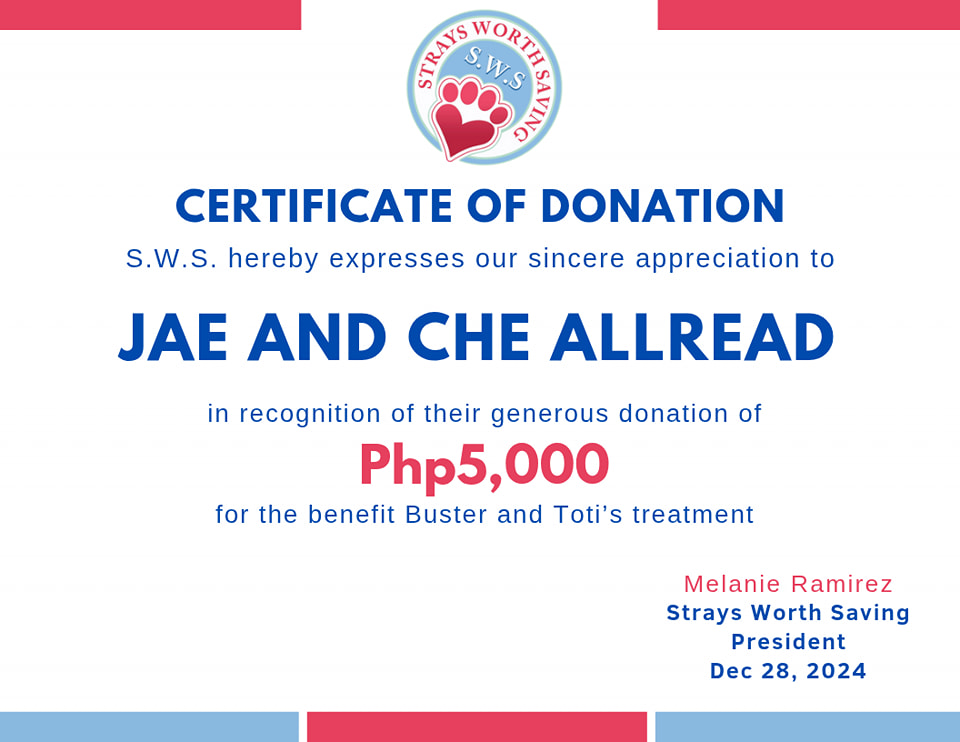 STRAYS WORTH SAVING
S.W.S
CERTIFICATE OF DONATION
S.W.S. hereby expresses our sincere appreciation to
JAE AND CHE ALLREAD
in recognition of their generous donation of
Php5,000
for the benefit Buster and Toti’s treatment
Melanie Ramirez
Strays Worth Saving
President
Dec 28, 2024